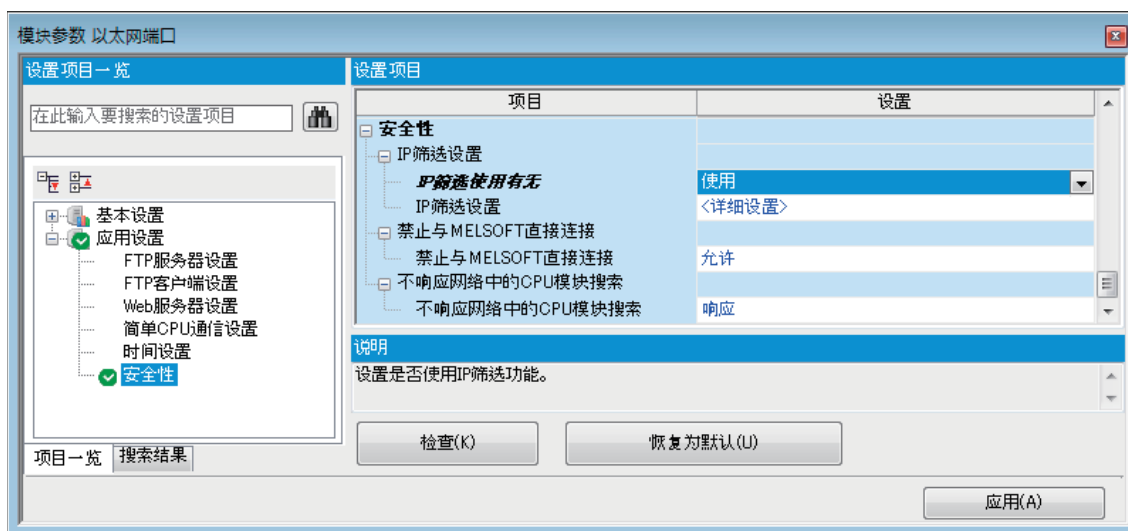 模块参数 以太网端口
设置项目一览
在此输入要搜索的设置项目
基本设置
应用设置
FTP服务器设置
FTP客户端设置
Web服务器设置
简单CPU通信设置
时间设置
安全性
项目一览 搜索结果
设置项目
项目 设置
安全性
IP筛选设置
IP筛选使用有无 使用
IP筛选设置 <详细设置>
禁止与MELSOFT直接连接
禁止与MELSOFT直接连接 允许
不响应网络中的CPU模块搜索
不响应网络中的CPU模块搜索 响应
说明
设置是否使用IP筛选功能。
检查(K) 恢复为默认(U)
应用(A)